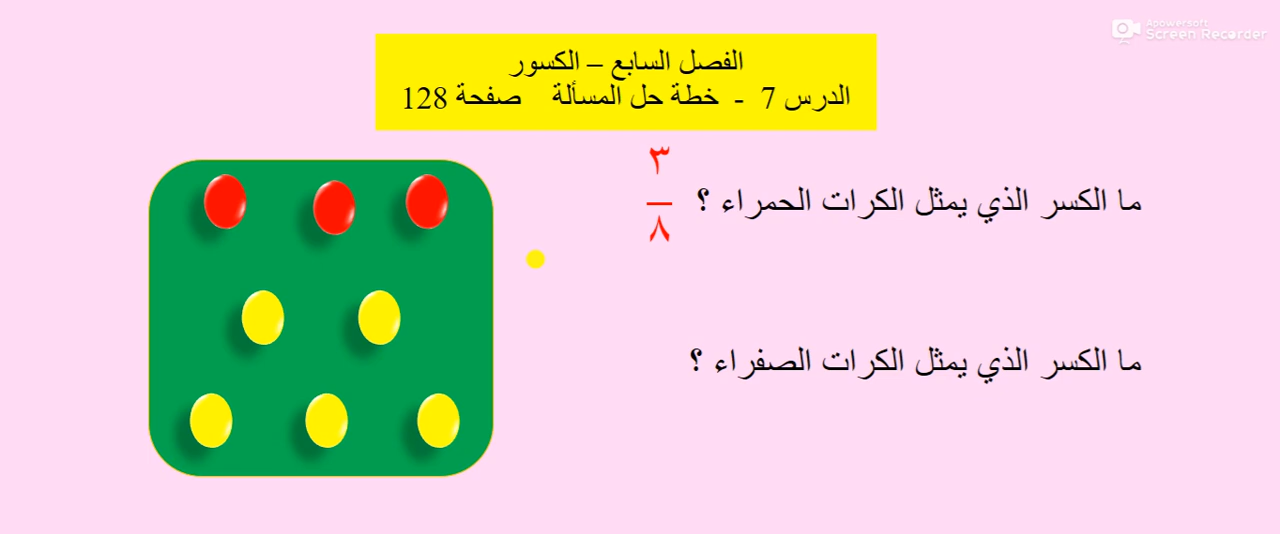 Apowersoft
Screen Recorder
الفصل السابع – الكسور
الدرس 7 - خطة حل المسألة صفحة 128
ما الكسر الذي يمثل الكرات الحمراء ؟
٣
٨
ما الكسر الذي يمثل الكرات الصفراء ؟